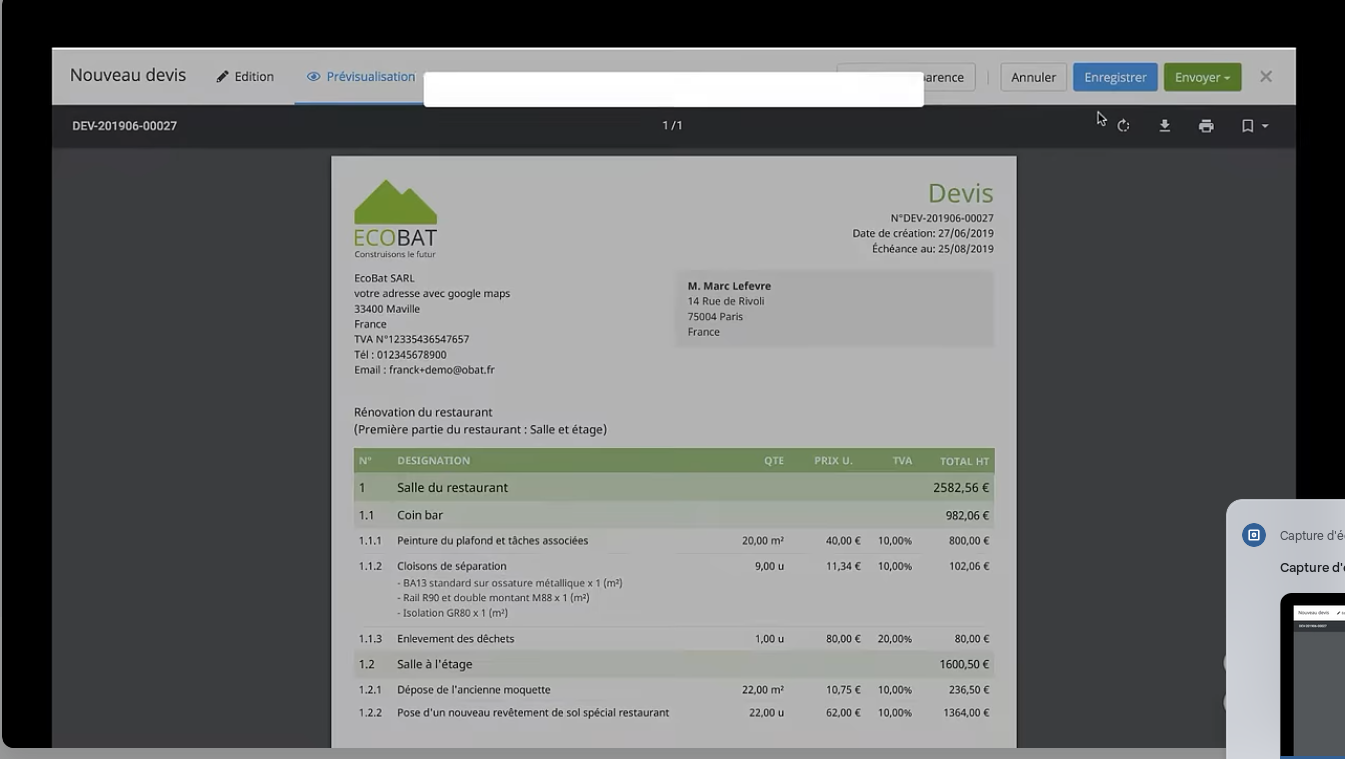 Nouveau devis Edition Prévisualisation Annuler Enregistrer Envoyer
DEV-201906-00027 1 /1
ECOBAT
Construisons le futur
Devis
N°DEV-201906-00027
Date de création: 27/06/2019
Échéance au: 25/08/2019
EcoBat SARL
votre adresse avec google maps
33400 Maville
France
TVA N°12335436547657
Tél : 012345678900
Email : franck+demo@obat.fr
M. Marc Lefevre
14 Rue de Rivoli
75004 Paris
France
Rénovation du restaurant
(Première partie du restaurant : Salle et étage)
N° DESIGNATION QTE PRIX U. TVA TOTAL HT
1 Salle du restaurant 2582,56 €
1.1 Coin bar 982,06 €
1.1.1 Peinture du plafond et tâches associées 20,00 m² 40,00 € 10,00% 800,00 €
1.1.2 Cloisons de séparation 9,00 u 11,34 € 10,00% 102,06 €
- BA13 standard sur ossature métallique x 1 (m²)
- Rail R90 et double montant M88 x 1 (m²)
- Isolation GR80 x 1 (m²)
1.1.3 Enlevement des déchets 1,00 u 80,00 € 20,00% 80,00 €
1.2 Salle à l'étage 1600,50 €
1.2.1 Dépose de l'ancienne moquette 22,00 m² 10,75 € 10,00% 236,50 €
1.2.2 Pose d'un nouveau revêtement de sol spécial restaurant 22,00 u 62,00 € 10,00% 1364,00 €
Capture d'é
Capture d'